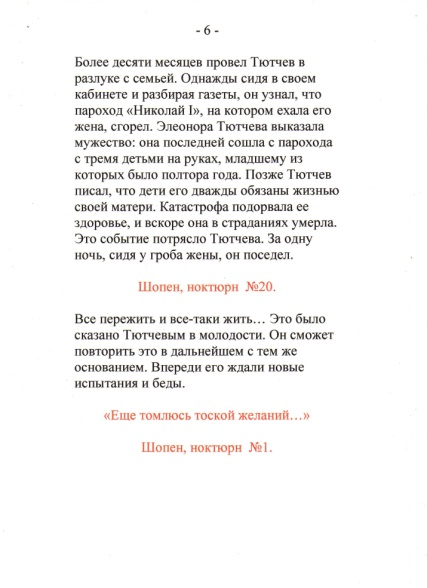 - 6 -
Более десяти месяцев провел Тютчев в
разлуке с семьей. Однажды сидя в своем
кабинете и разбирая газеты, он узнал, что
пароход «Николай I», на котором ехала его
жена, сгорел. Элеонора Тютчева выказала
мужество: она последней сошла с парохода
с тремя детьми на руках, младшему из
которых было полтора года. Позже Тютчев
писал, что дети его дважды обязаны жизнью
своей матери. Катастрофа подорвала ее
здоровье, и вскоре она в страданиях умерла.
Это событие потрясло Тютчева. За одну
ночь, сидя у гроба жены, он поседел.
Шопен, ноктюрн №20.
Все пережить и все-таки жить… Это было
сказано Тютчевым в молодости. Он сможет
повторить это в дальнейшем с тем же
основанием. Впереди его ждали новые
испытания и беды.
«Еще томлюсь тоской желаний…»
Шопен, ноктюрн №1.